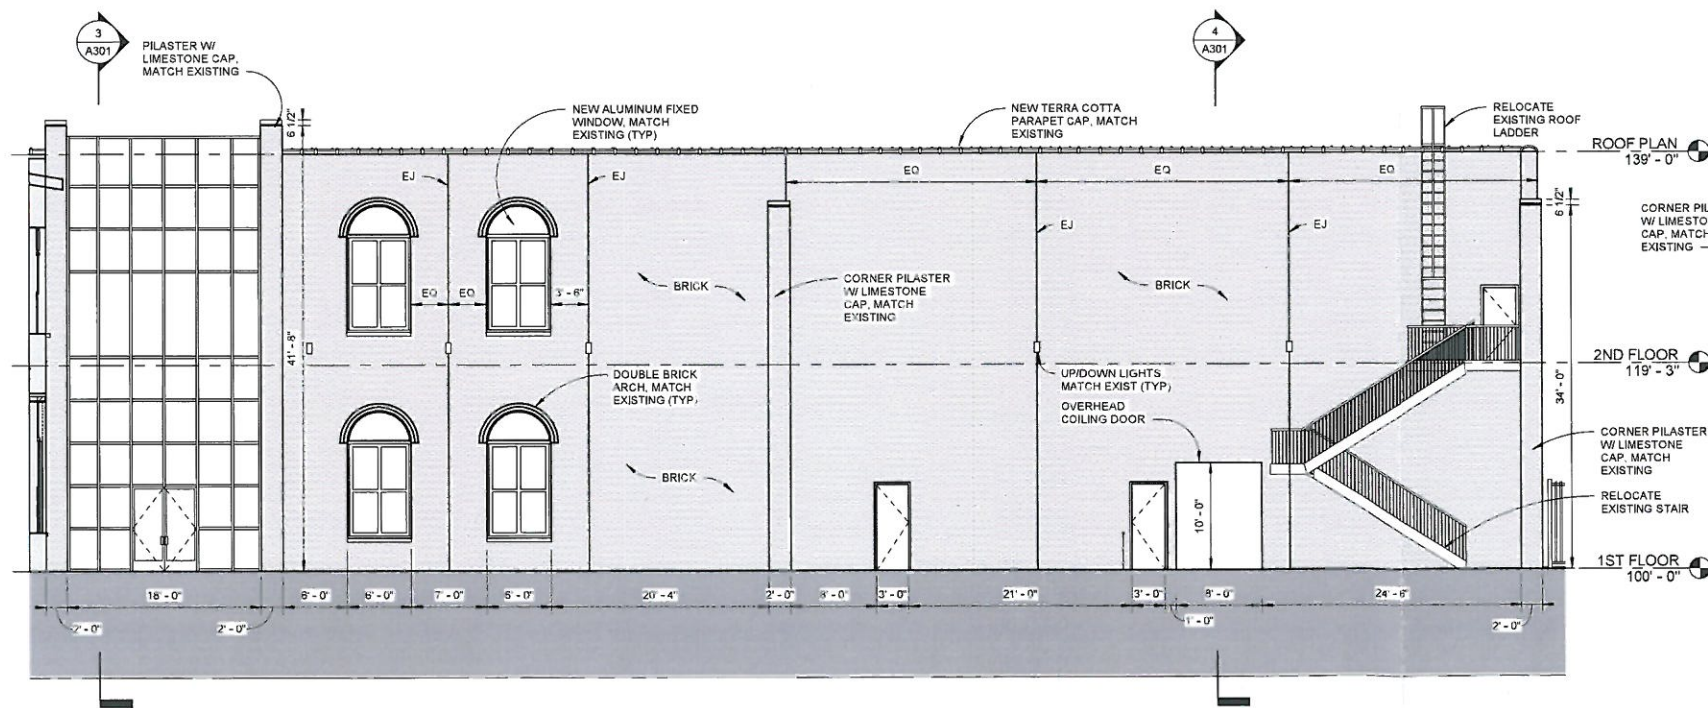 3
A301
PILASTER W/
LIMESTONE CAP,
MATCH EXISTING
4
A301
6 1/2"
NEW ALUMINUM FIXED
WINDOW, MATCH
EXISTING (TYP)
NEW TERRA COTTA
PARAPET CAP, MATCH
EXISTING
RELOCATE
EXISTING ROOF
LADDER
ROOF PLAN
139' - 0"
EJ
EJ
EQ
EQ
EQ
6 1/2"
CORNER PIL
W/ LIMESTO
CAP, MATCH
EXISTING
EJ
EJ
BRICK
CORNER PILASTER
W/ LIMESTONE
CAP, MATCH
EXISTING
BRICK
EQ
EQ
3' - 6"
41' - 8"
2ND FLOOR
119' - 3"
34' - 0"
DOUBLE BRICK
ARCH, MATCH
EXISTING (TYP)
UP/DOWN LIGHTS
MATCH EXIST (TYP)
OVERHEAD
COILING DOOR
CORNER PILASTER
W/ LIMESTONE
CAP, MATCH
EXISTING
BRICK
10' - 0"
RELOCATE
EXISTING STAIR
1ST FLOOR
100' - 0"
18' - 0"
6' - 0"
6' - 0"
7' - 0"
6' - 0"
20' - 4"
2' - 0"
8' - 0"
3' - 0"
3' - 0"
8' - 0"
24' - 6"
2' - 0"
2' - 0"
1' - 0"
2' - 0"